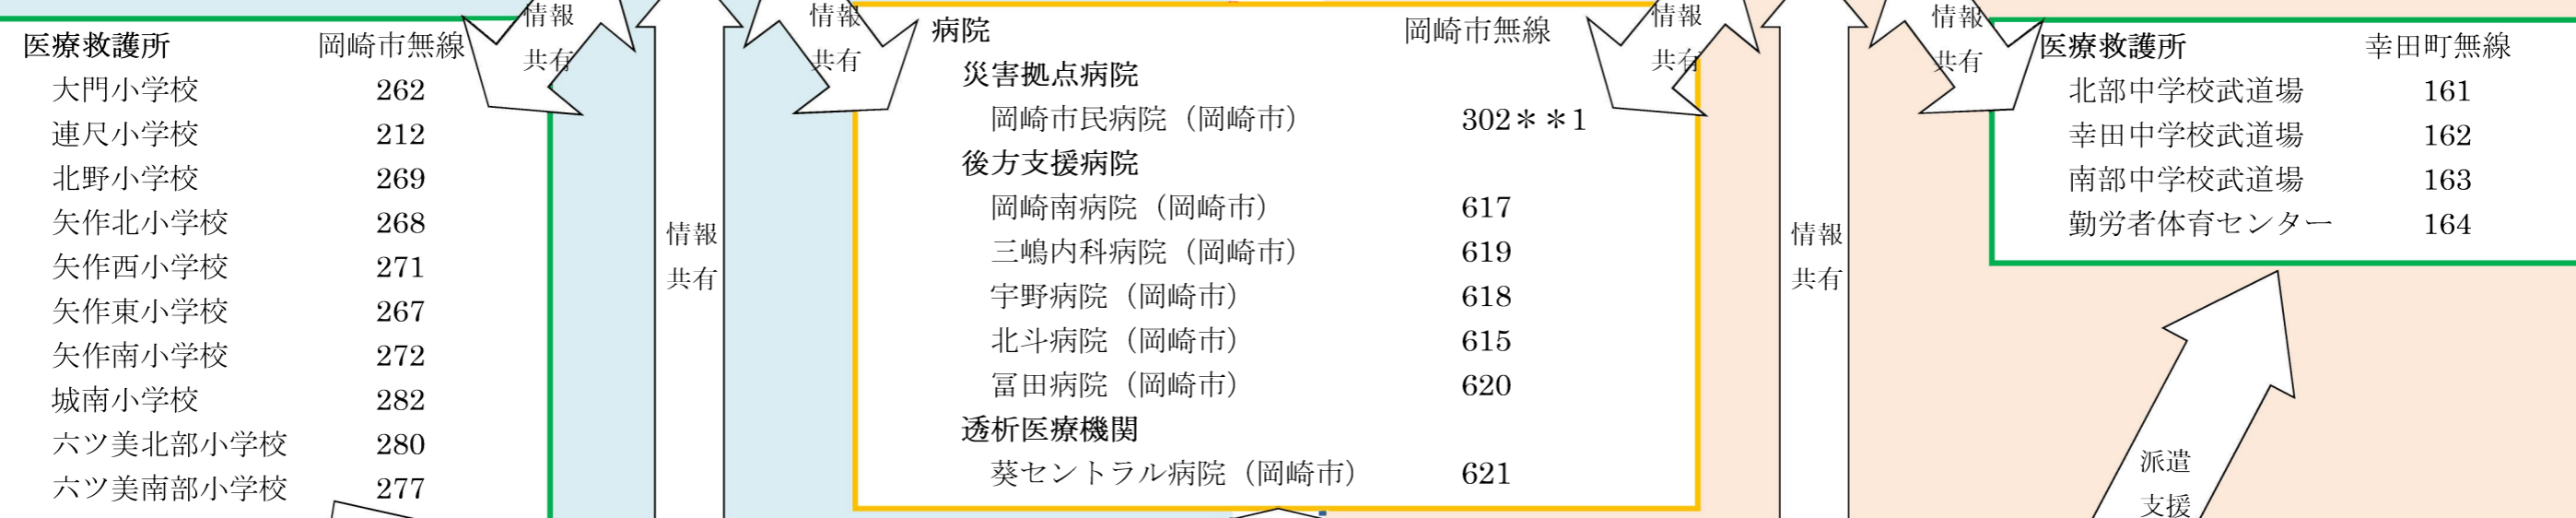 医療救護所 岡崎市無線
大門小学校 262
連尺小学校 212
北野小学校 269
矢作北小学校 268
矢作西小学校 271
矢作東小学校 267
矢作南小学校 272
城南小学校 282
六ツ美北部小学校 280
六ツ美南部小学校 277
情報
共有
情報
共有
情報
共有
病院 岡崎市無線
災害拠点病院
岡崎市民病院（岡崎市） 302＊＊1
後方支援病院
岡崎南病院（岡崎市） 617
三嶋内科病院（岡崎市） 619
宇野病院（岡崎市） 618
北斗病院（岡崎市） 615
冨田病院（岡崎市） 620
透析医療機関
葵セントラル病院（岡崎市） 621
情報
共有
情報
共有
情報
共有
医療救護所 幸田町無線
北部中学校武道場 161
幸田中学校武道場 162
南部中学校武道場 163
勤労者体育センター 164
派遣
支援